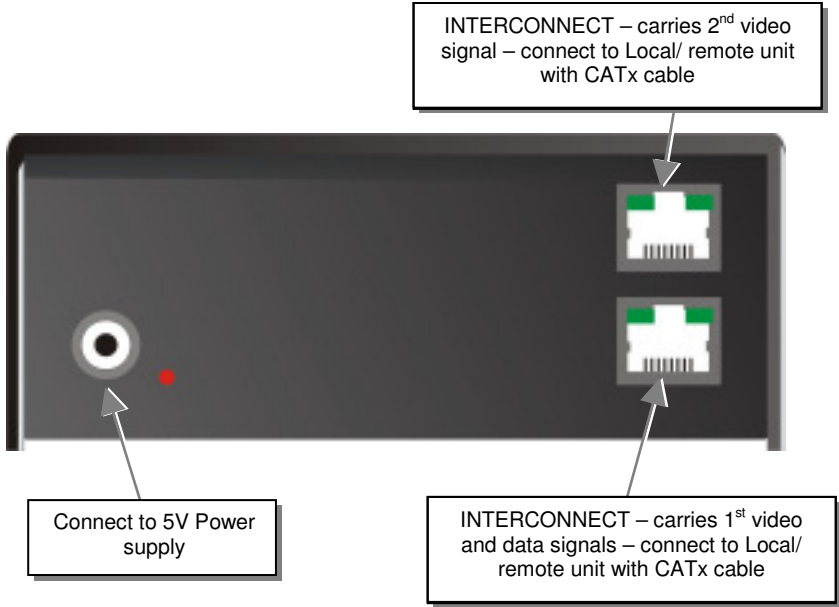 INTERCONNECT – carries 2nd video
signal – connect to Local/ remote unit
with CATx cable
Connect to 5V Power
supply
INTERCONNECT – carries 1st video
and data signals – connect to Local/
remote unit with CATx cable